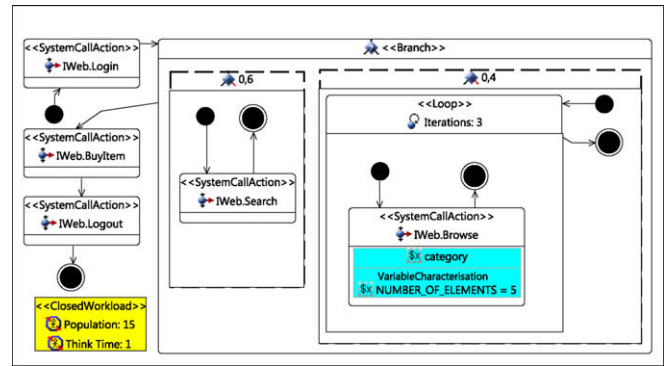 <<SystemCallAction>>
IWeb.Login
<<SystemCallAction>>
IWeb.BuyItem
<<SystemCallAction>>
IWeb.Logout
<<ClosedWorkload>>
Population: 15
Think Time: 1
<<Branch>>
0,6
<<SystemCallAction>>
IWeb.Search
0,4
<<Loop>>
Iterations: 3
<<SystemCallAction>>
IWeb.Browse
$x category
VariableCharacterisation
$x NUMBER_OF_ELEMENTS = 5